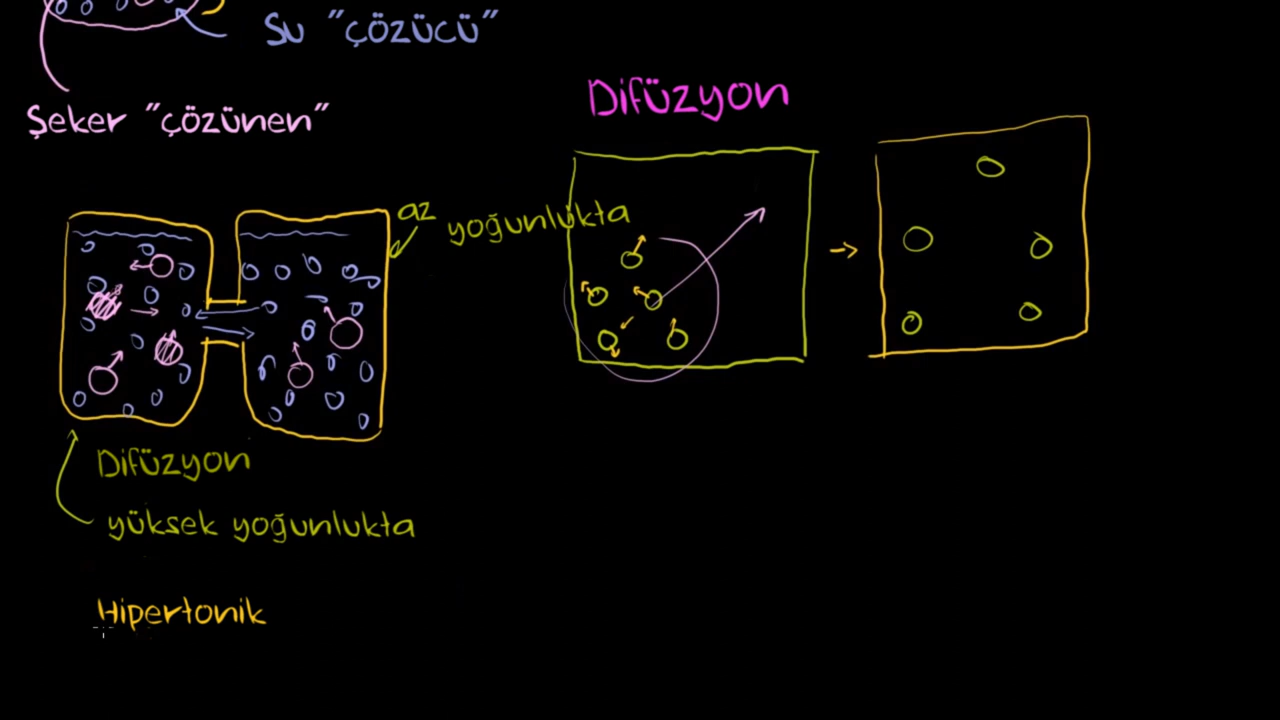 Su "çözücü"
Şeker "çözünen"
Difüzyon
az
yoğunlukta
Difüzyon
yüksek yoğunlukta
Hipertonik